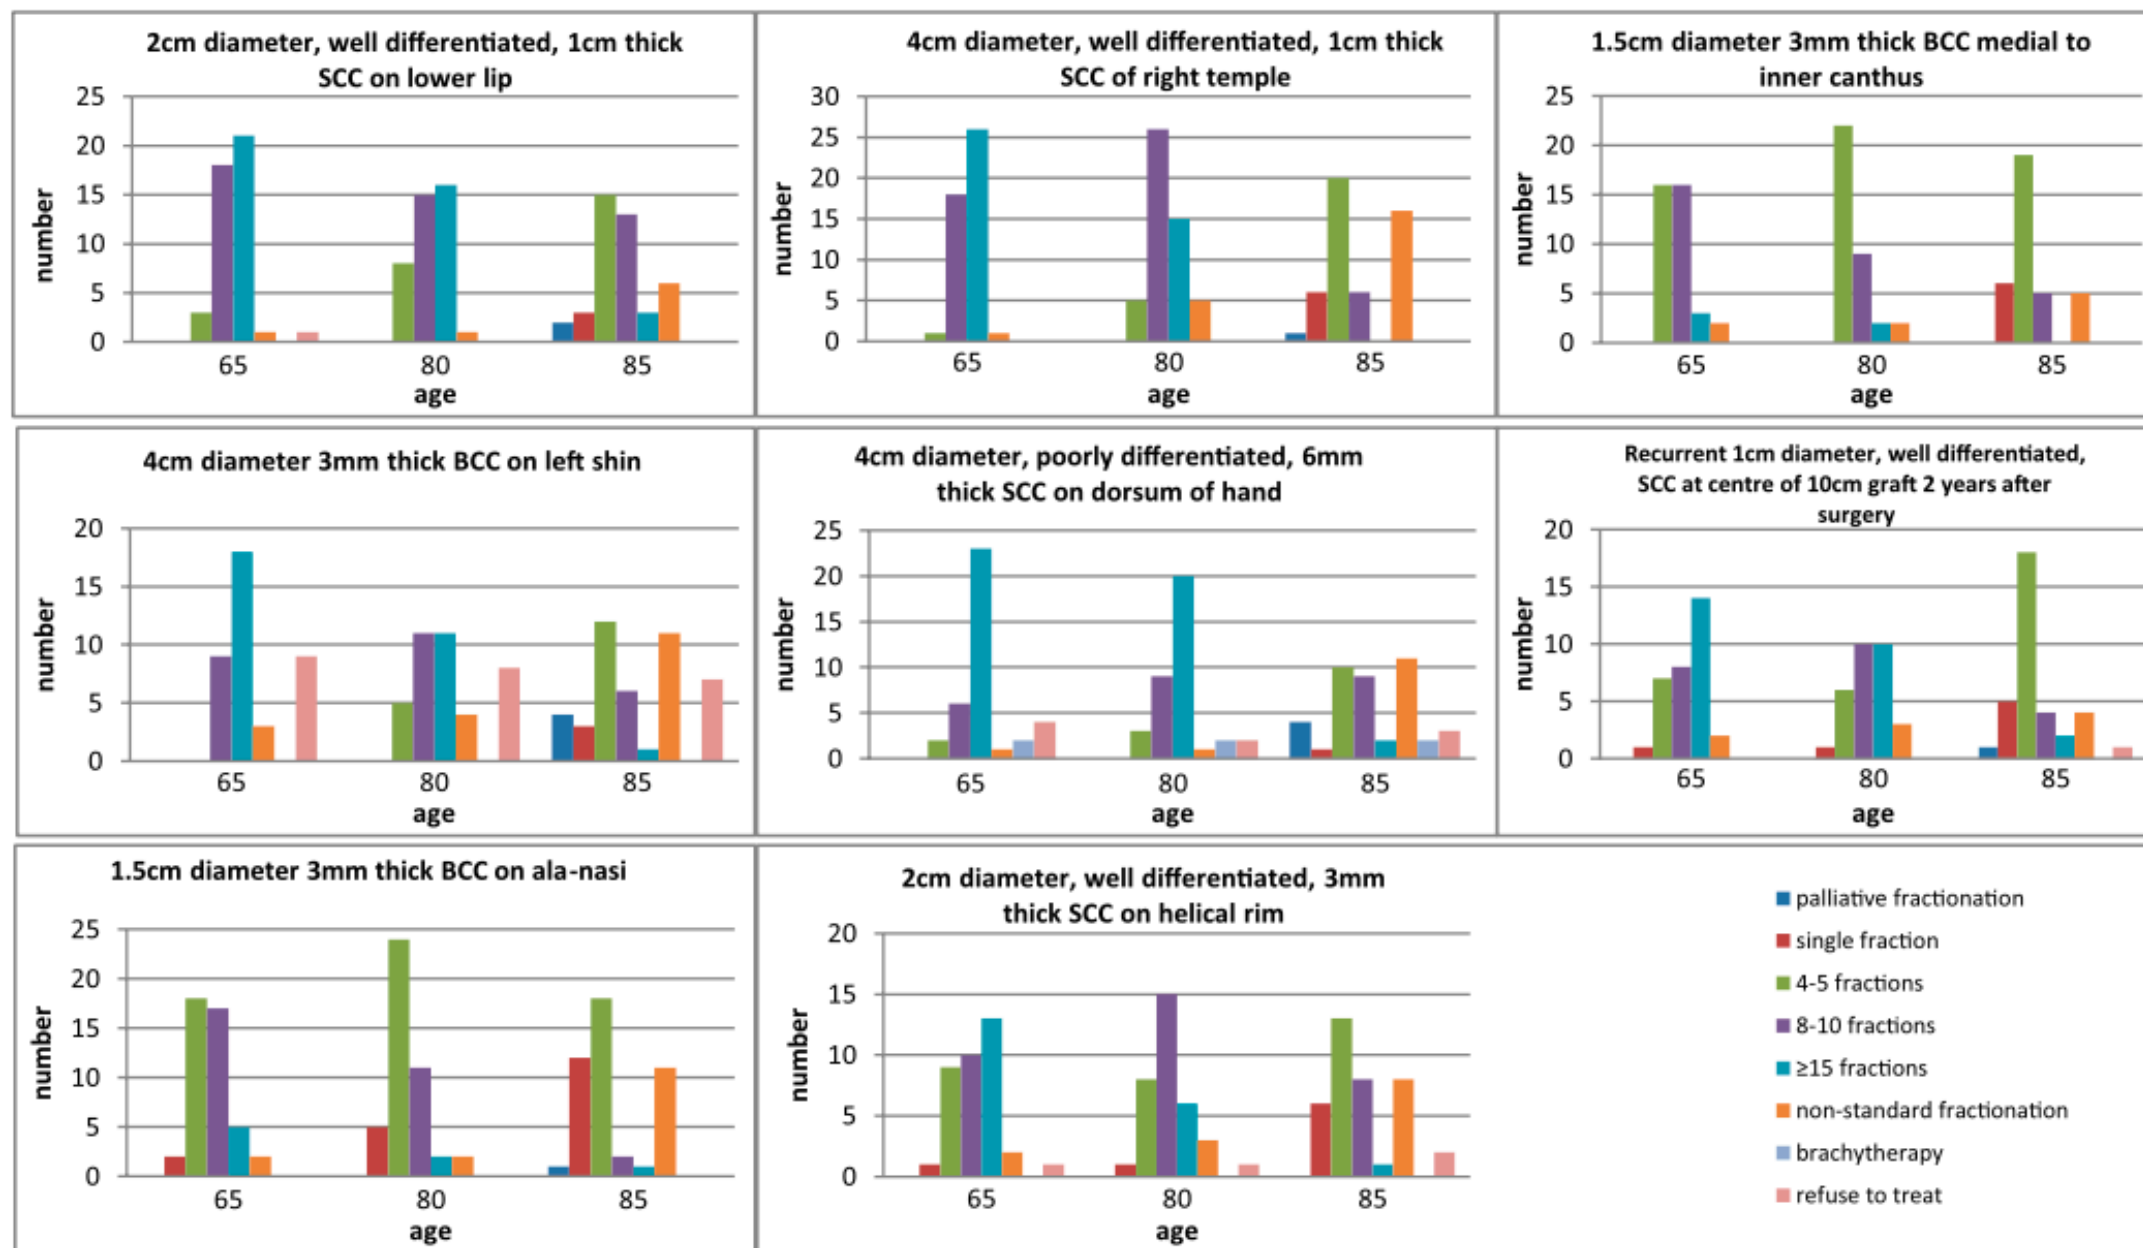 2cm diameter, well differentiated, 1cm thick
SCC on lower lip
25
20
15
10
5
0
number
65
80
85
age
4cm diameter, well differentiated, 1cm thick
SCC of right temple
30
25
20
15
10
5
0
number
65
80
85
age
1.5cm diameter 3mm thick BCC medial to
inner canthus
25
20
15
10
5
0
number
65
80
85
age
4cm diameter 3mm thick BCC on left shin
20
15
10
5
0
number
65
80
85
age
4cm diameter, poorly differentiated, 6mm
thick SCC on dorsum of hand
25
20
15
10
5
0
number
65
80
85
age
Recurrent 1cm diameter, well differentiated,
SCC at centre of 10cm graft 2 years after
surgery
20
15
10
5
0
number
65
80
85
age
1.5cm diameter 3mm thick BCC on ala-nasi
25
20
15
10
5
0
number
65
80
85
age
2cm diameter, well differentiated, 3mm
thick SCC on helical rim
20
15
10
5
0
number
65
80
85
age
palliative fractionation
single fraction
4-5 fractions
8-10 fractions
≥15 fractions
non-standard fractionation
brachytherapy
refuse to treat